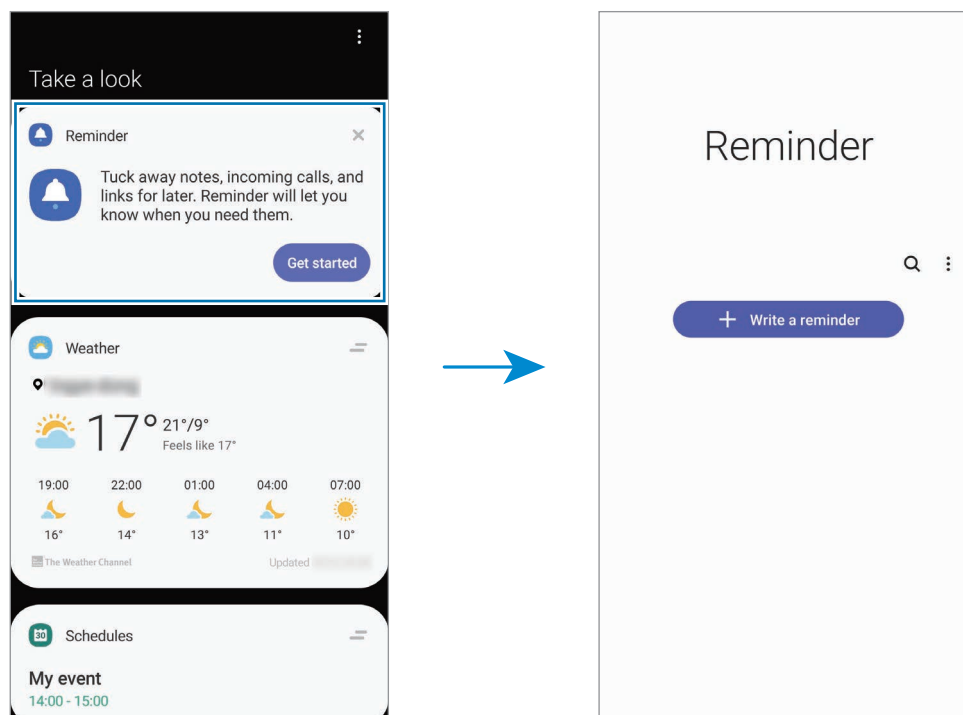 Take a look
Reminder
Tuck away notes, incoming calls, and
links for later. Reminder will let you
know when you need them.
Get started
Weather
17° 21°/9°
Feels like 17°
19:00 22:00 01:00 04:00 07:00
16° 14° 13° 11° 10°
The Weather Channel Updated
30 Schedules
My event
14:00 - 15:00
Reminder
Write a reminder